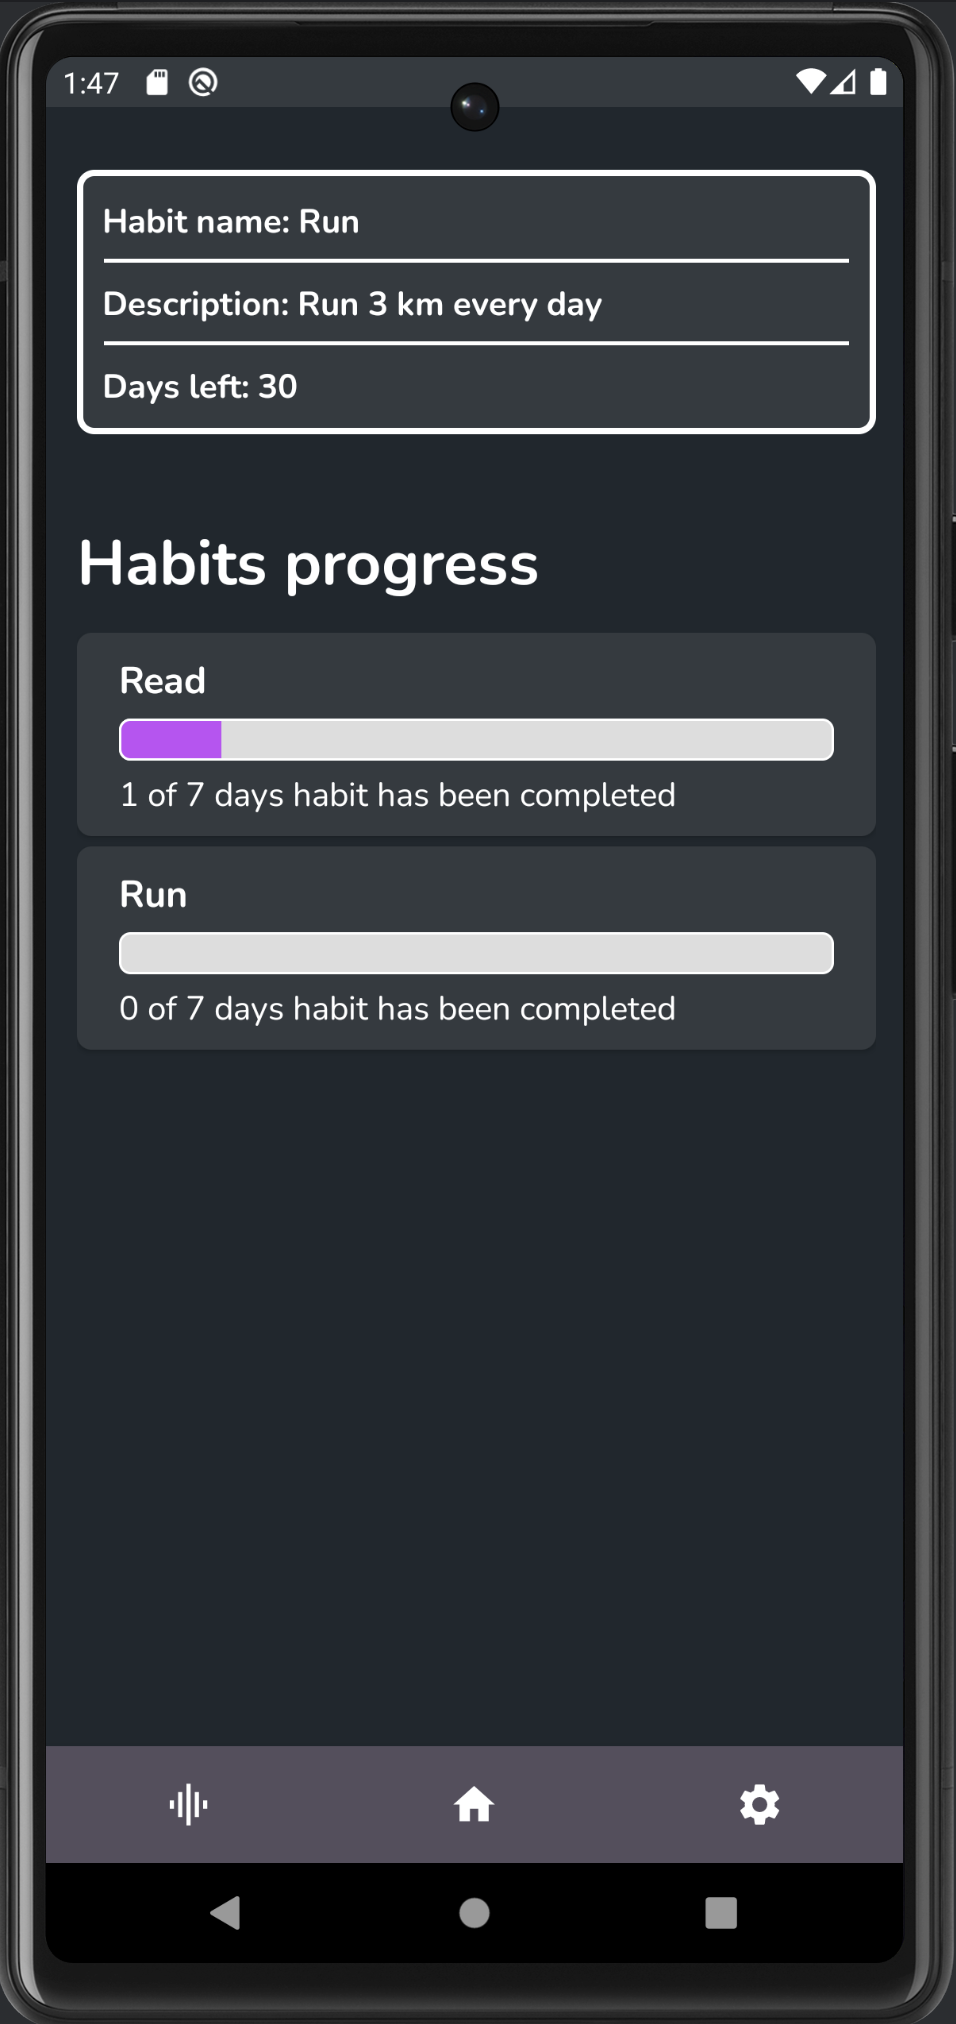 1:47
Habit name: Run
Description: Run 3 km every day
Days left: 30
Habits progress
Read
1 of 7 days habit has been completed
Run
0 of 7 days habit has been completed